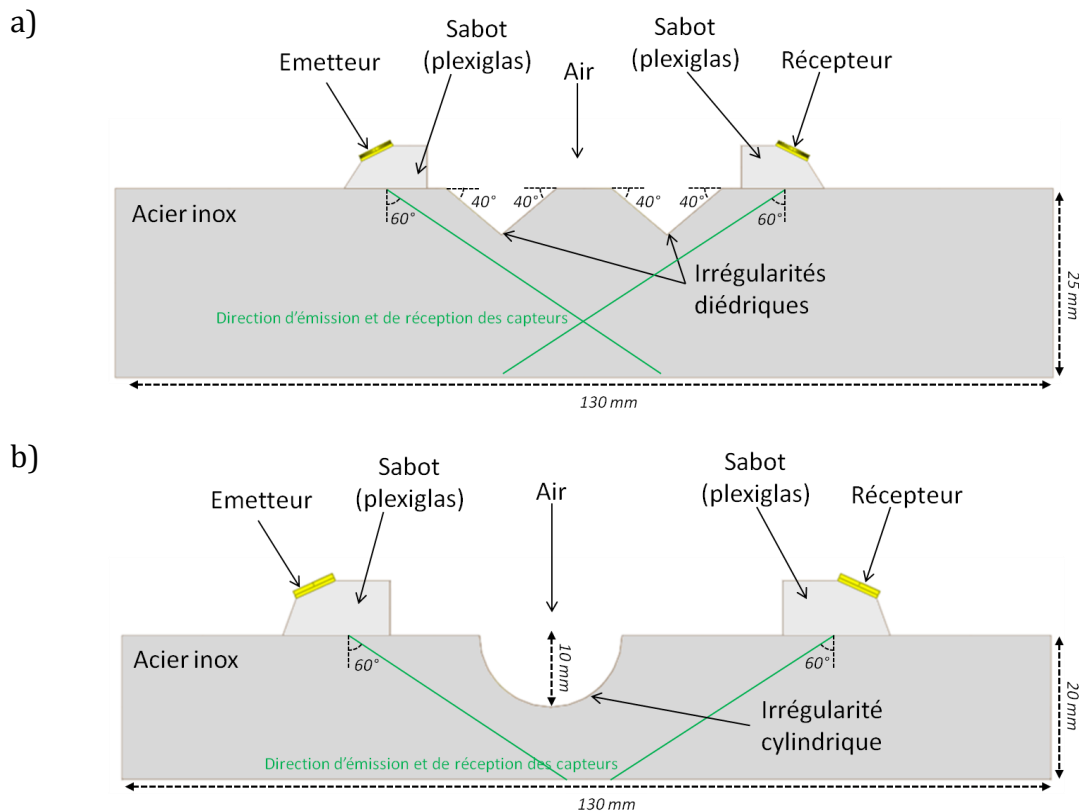 a)
Emetteur
Sabot
(plexiglas)
Air
Sabot
(plexiglas)
Récepteur
Acier inox
60°
40°
40°
40°
40°
60°
Irrégularités
diédriques
Direction d'émission et de réception des capteurs
25 mm
130 mm
b)
Emetteur
Sabot
(plexiglas)
Air
Sabot
(plexiglas)
Récepteur
Acier inox
60°
10 mm
60°
20 mm
Irrégularité
cylindrique
Direction d'émission et de réception des capteurs
130 mm